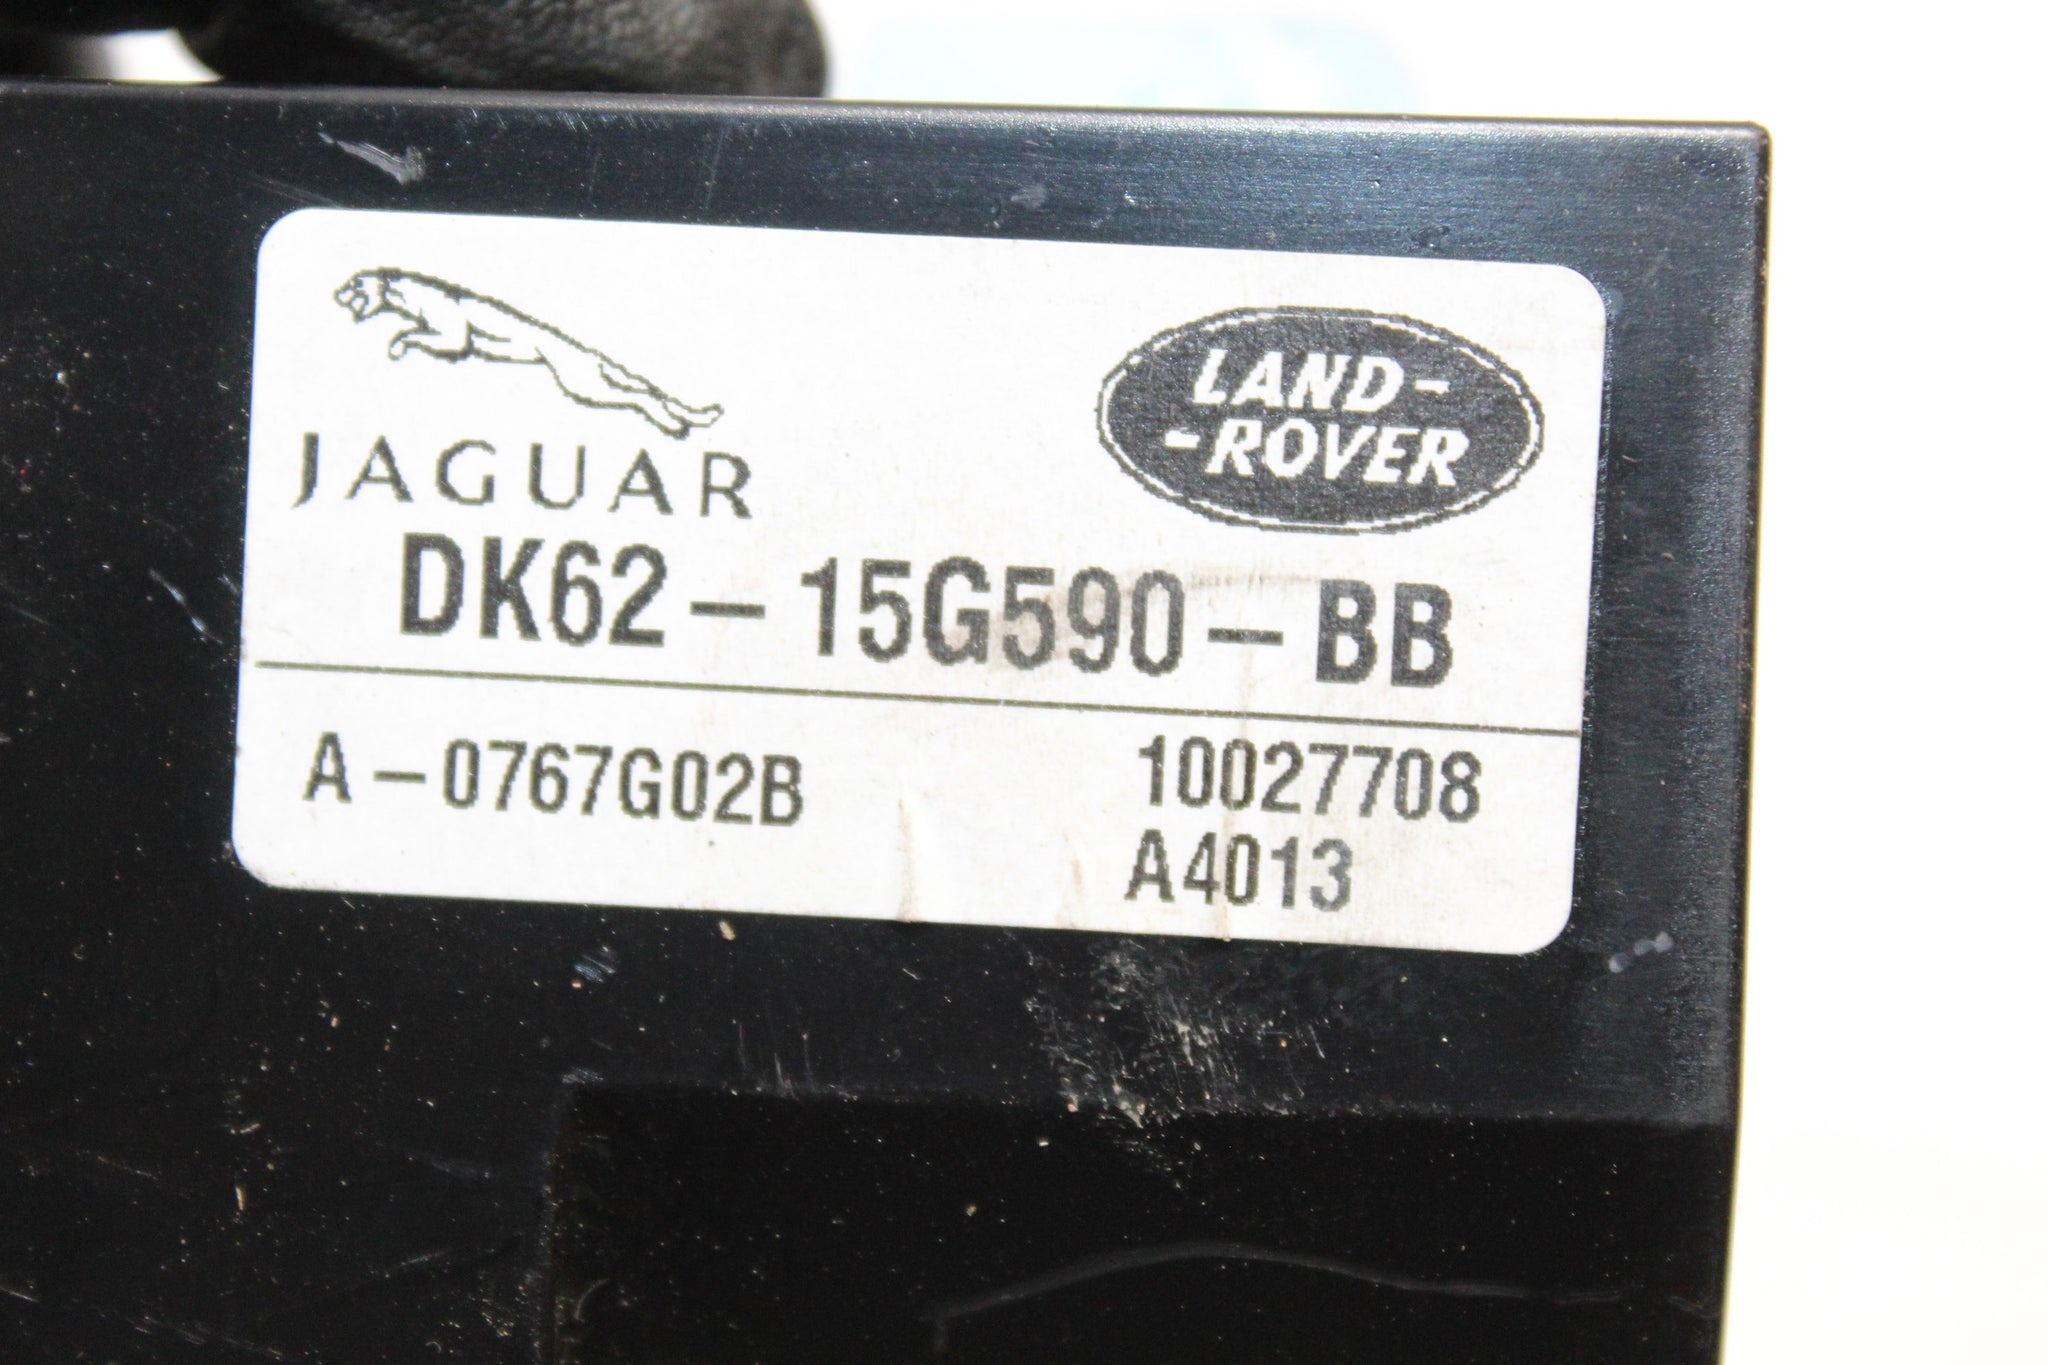 JAGUAR
LAND-
-ROVER
DK62-15G590-BB
A-0767G02B
10027708
A4013